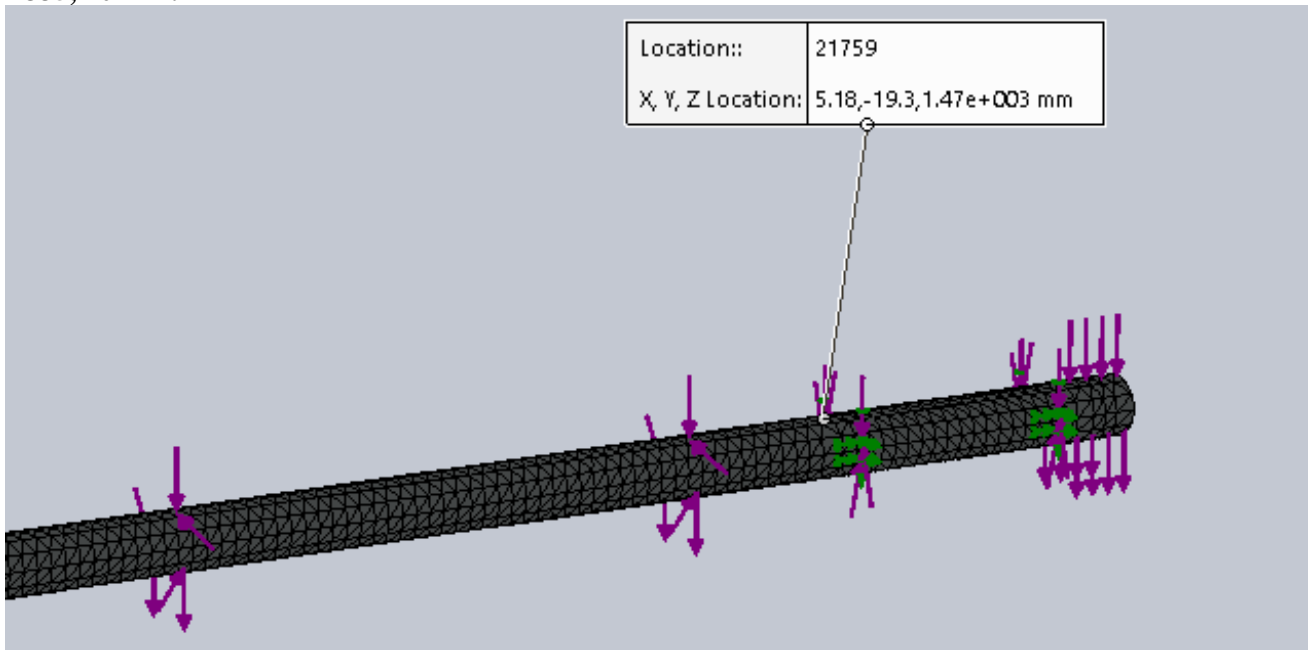 Location:: 21759
X, Y, Z Location: 5.18,-19.3,1.47e+003 mm